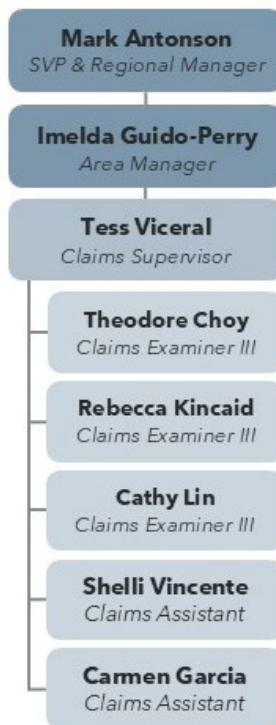 Mark Antonson
SVP & Regional Manager
Imelda Guido-Perry
Area Manager
Tess Viceral
Claims Supervisor
Theodore Choy
Claims Examiner III
Rebecca Kincaid
Claims Examiner III
Cathy Lin
Claims Examiner III
Shelli Vincente
Claims Assistant
Carmen Garcia
Claims Assistant